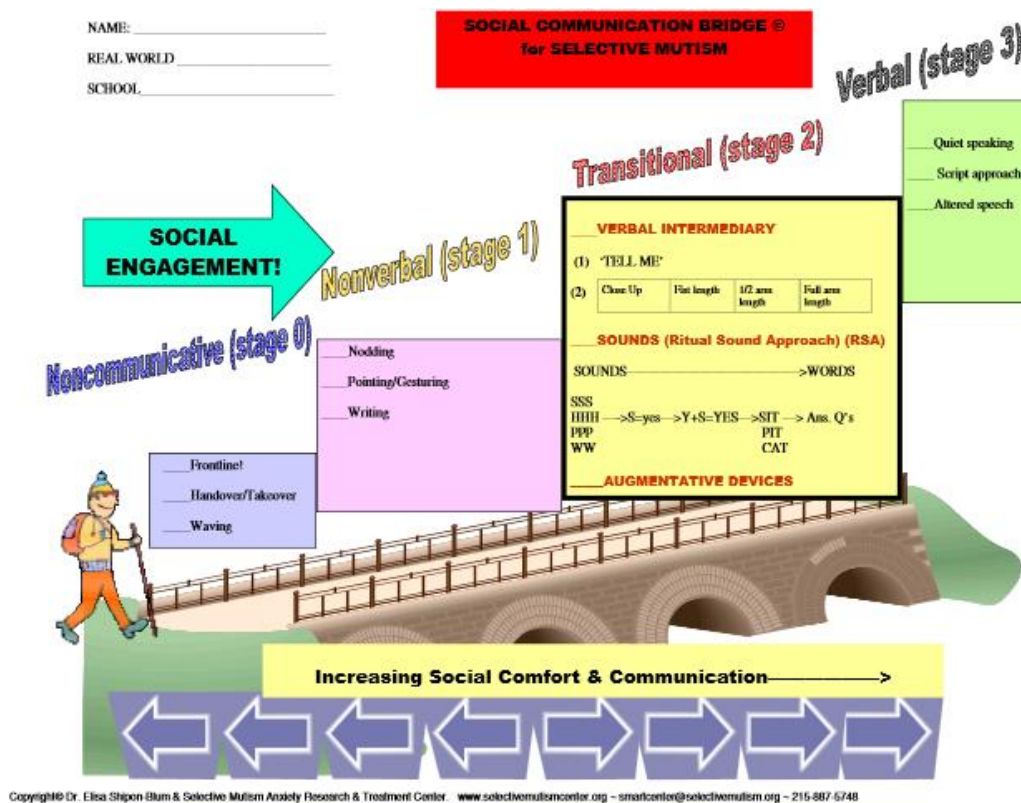 NAME:
REAL WORLD
SCHOOL
SOCIAL COMMUNICATION BRIDGE ©
for SELECTIVE MUTISM
Verbal (stage 3)
Quiet speaking
Script approach
Altered speech
Transitional (stage 2)
VERBAL INTERMEDIARY
(1) 'TELL ME'
(2) Close Up Fist length 1/2 arm length Full arm length
SOUNDS (Ritual Sound Approach) (RSA)
SOUNDS------------------------------>WORDS
SSS
HHH --->S=yes-->Y+S=YES-->SIT --> Ans. Q's
PPP PIT
WW CAT
AUGMENTATIVE DEVICES
SOCIAL
ENGAGEMENT!
Nonverbal (stage 1)
Nodding
Pointing/Gesturing
Writing
Noncommunicative (stage 0)
Frontline!
Handover/Takeover
Waving
Increasing Social Comfort & Communication---------------->
Copyright© Dr. Elisa Shipon-Blum & Selective Mutism Anxiety Research & Treatment Center. www.selectivemutismcenter.org ~ smartcenter@selectivemutism.org ~ 215-887-5748